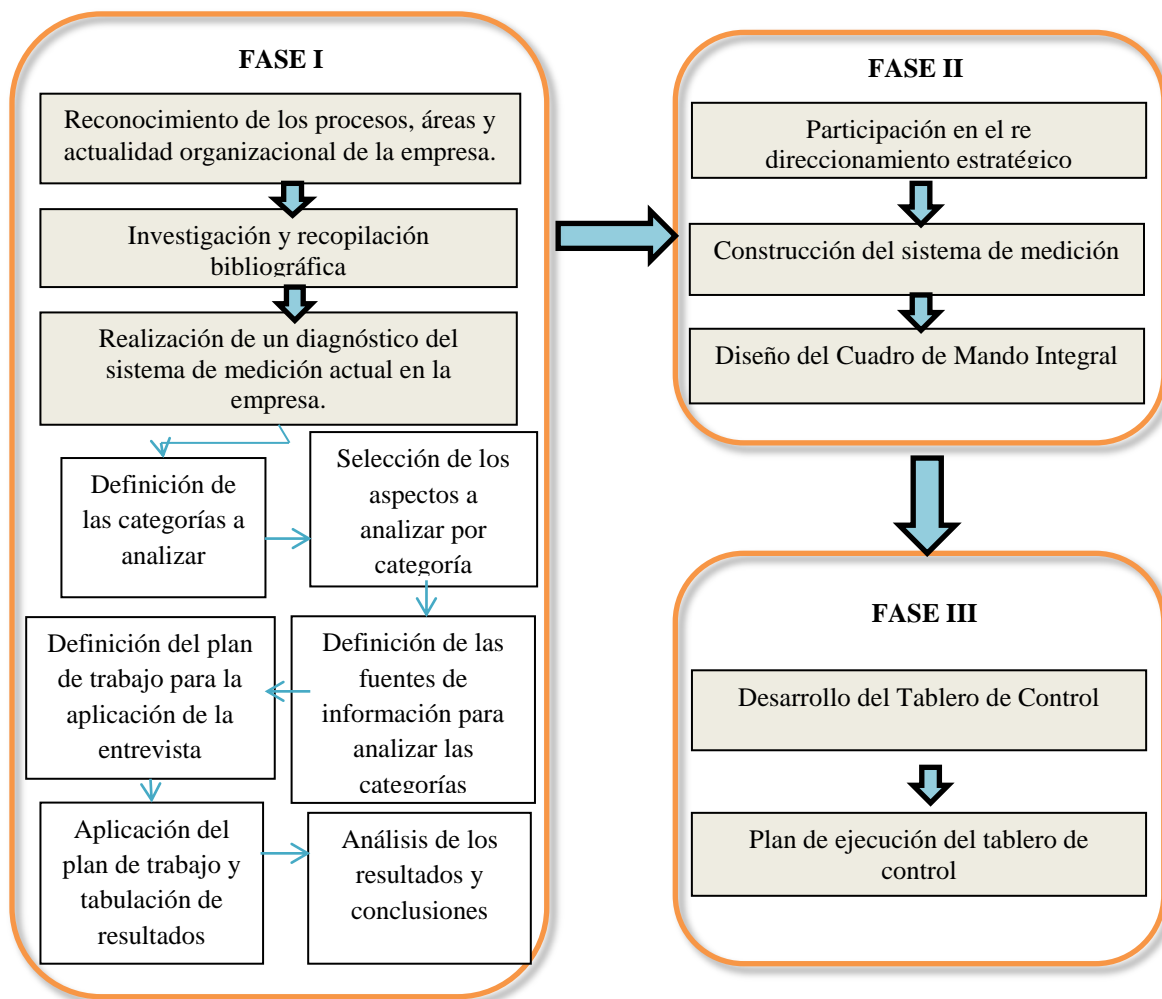 FASE I
Reconocimiento de los procesos, áreas y
actualidad organizacional de la empresa.
Investigación y recopilación
bibliográfica
Realización de un diagnóstico del
sistema de medición actual en la
empresa.
Definición de
las categorías a
analizar
Selección de los
aspectos a
analizar por
categoría
Definición de las
fuentes de
información para
analizar las
categorías
Definición del plan
de trabajo para la
aplicación de la
entrevista
Aplicación del
plan de trabajo y
tabulación de
resultados
Análisis de los
resultados y
conclusiones
FASE II
Participación en el re
direccionamiento estratégico
Construcción del sistema de medición
Diseño del Cuadro de Mando Integral
FASE III
Desarrollo del Tablero de Control
Plan de ejecución del tablero de
control